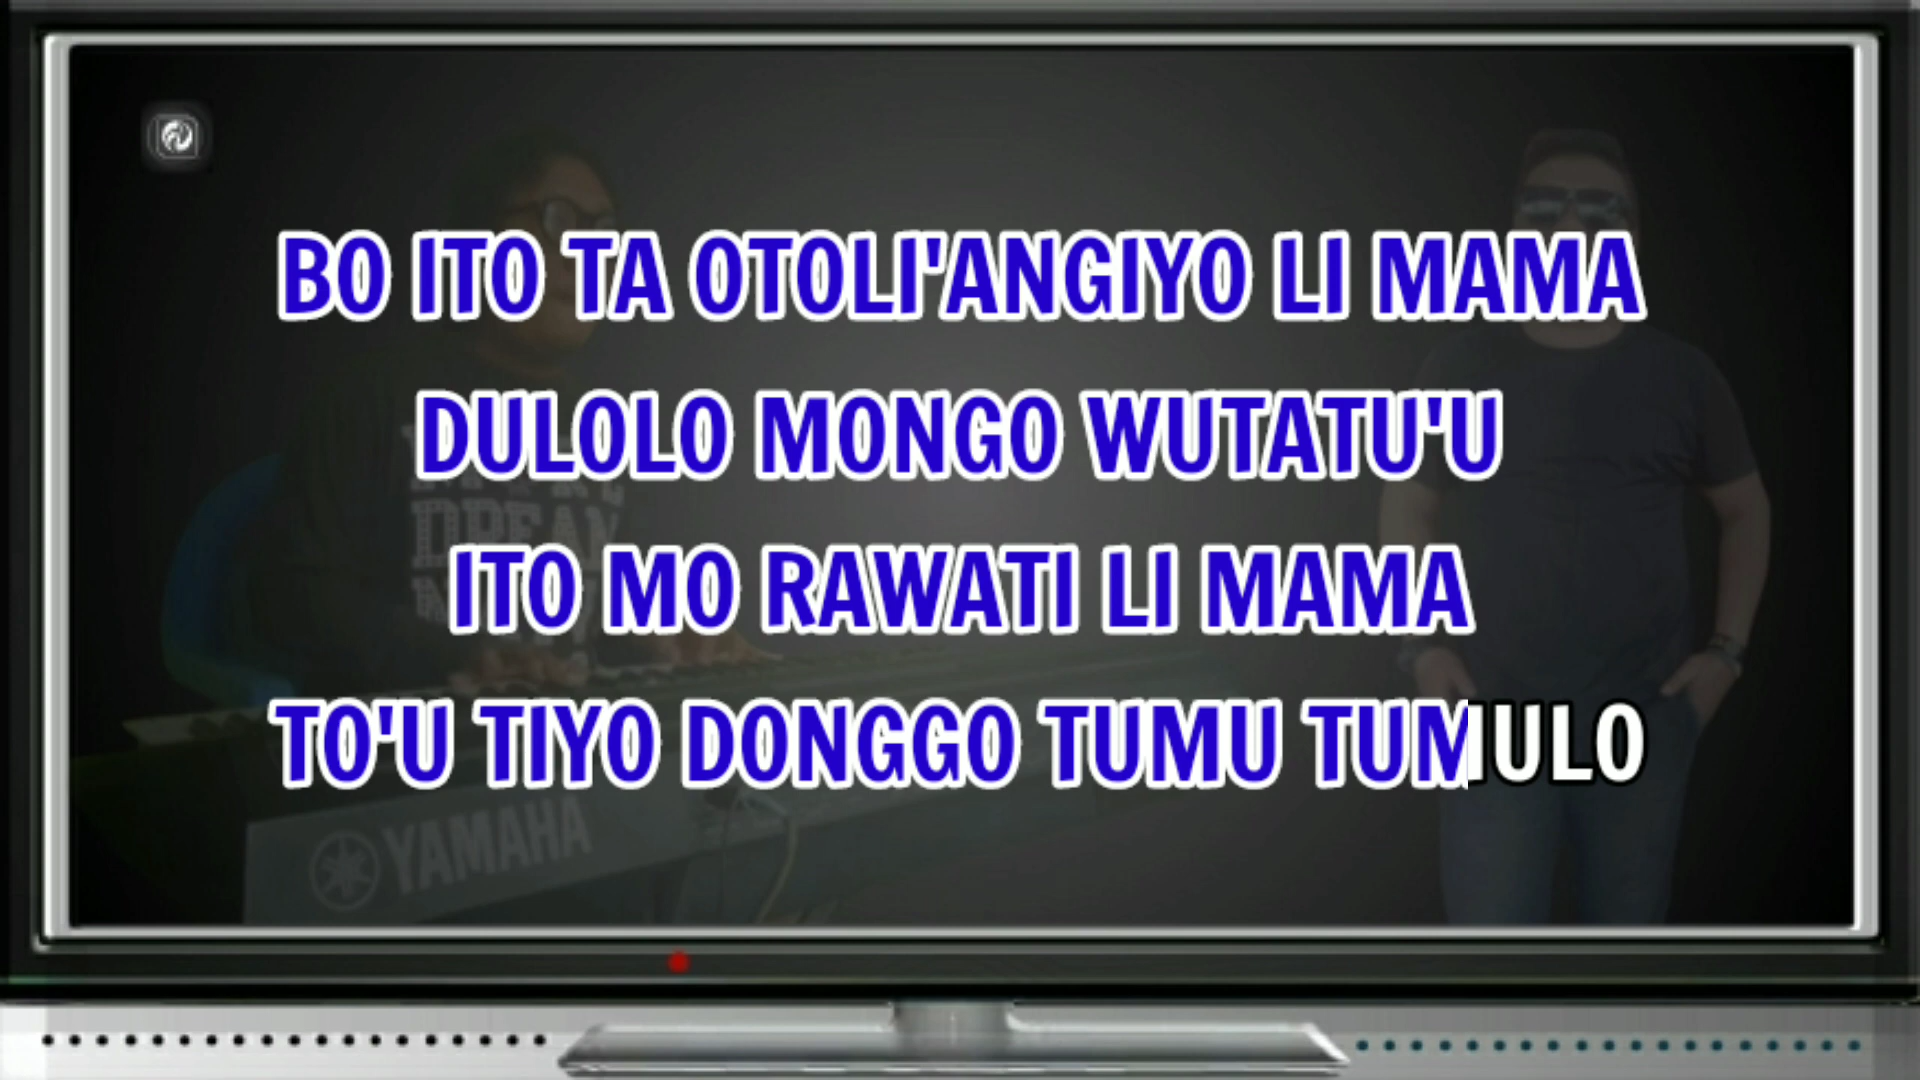 BO ITO TA OTOLI'ANGIYO LI MAMA
DULOLO MONGO WUTATU'U
ITO MO RAWATI LI MAMA
TO'U TIYO DONGGO TUMU TUMULO
YAMAHA